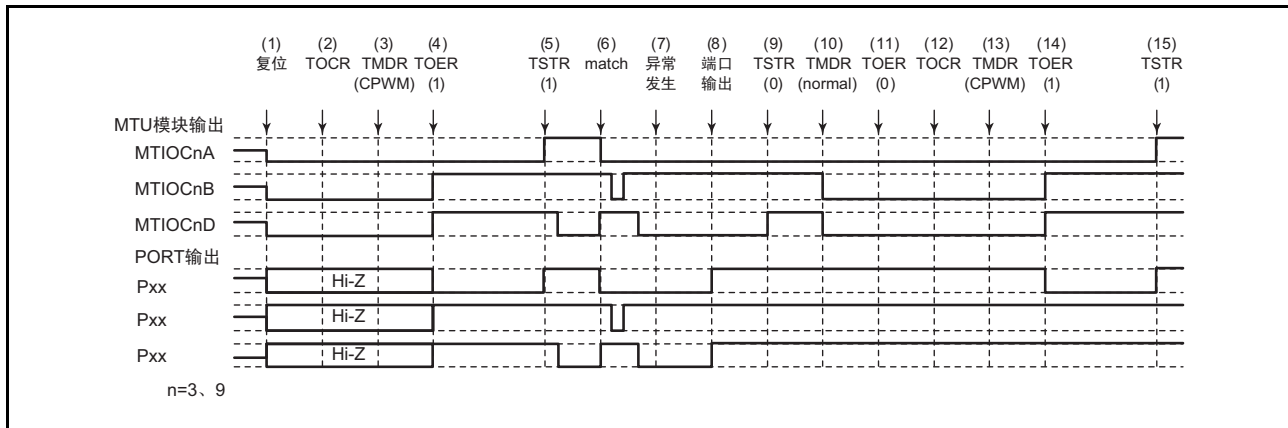 (1) (2) (3) (4) (5) (6) (7) (8) (9) (10) (11) (12) (13) (14) (15)
复位 TOCR TMDR TOER TSTR match 异常 端口 TSTR TMDR TOER TOCR TMDR TOER TSTR
(CPWM) (1) (1) 发生 输出 (0) (normal) (0) (CPWM) (1) (1)
MTU模块输出
MTIOCnA
MTIOCnB
MTIOCnD
PORT输出
Pxx Hi-Z
Pxx Hi-Z
Pxx Hi-Z
n=3、9